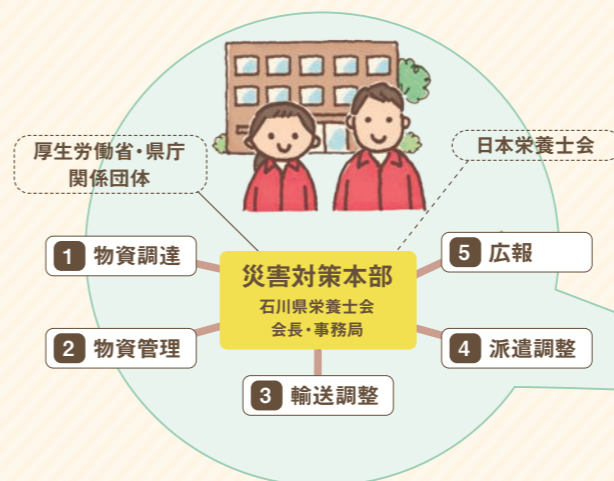 厚生労働省・県庁
関係団体
日本栄養士会
1 物資調達
5 広報
災害対策本部
石川県栄養士会
会長・事務局
2 物資管理
4 派遣調整
3 輸送調整